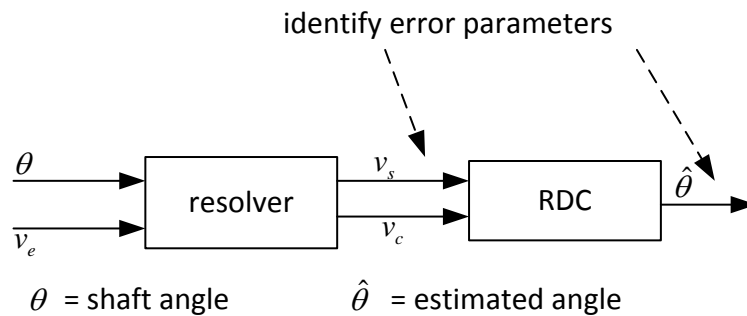 identify error parameters
θ
v_s
θ̂
resolver
RDC
v_e
v_c
θ = shaft angle
θ̂ = estimated angle